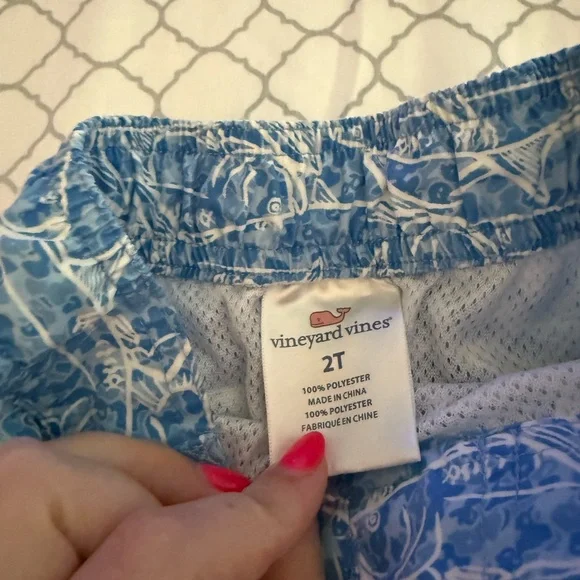 vineyard vines®
2T
100% POLYESTER
MADE IN CHINA
100% POLYESTER
FABRIQUÉ EN CHINE